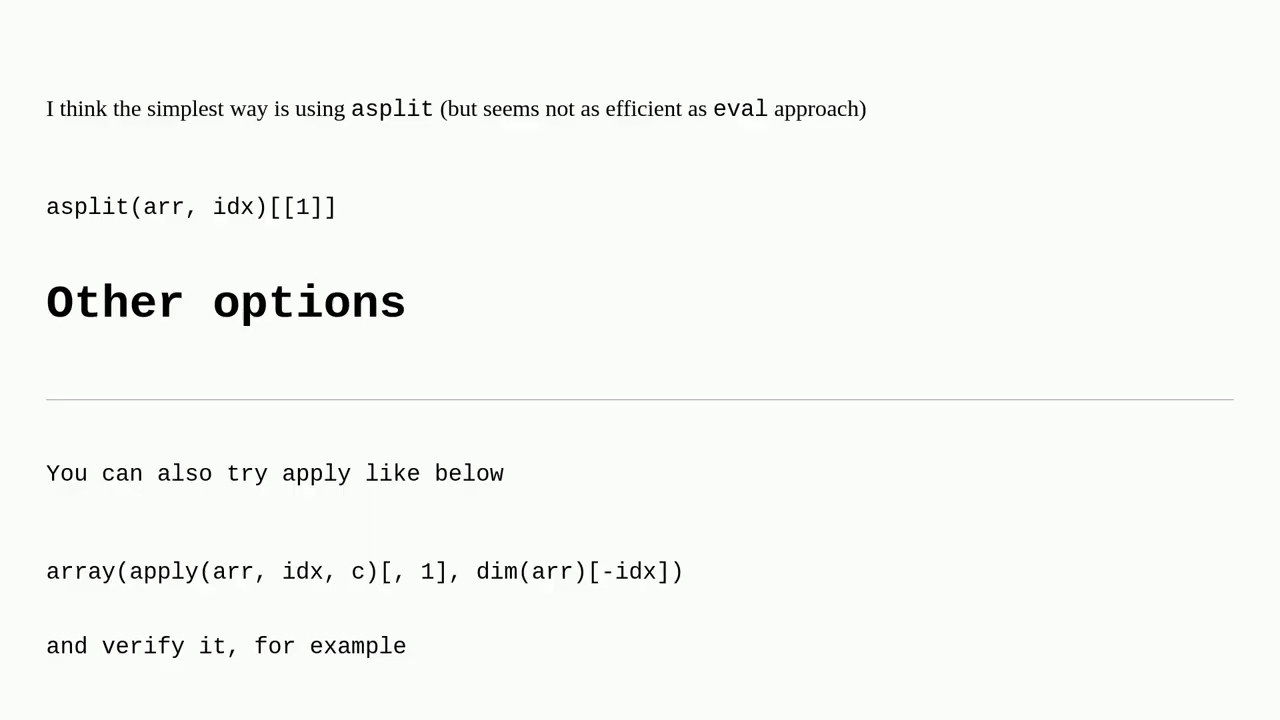 I think the simplest way is using asplit (but seems not as efficient as eval approach)
asplit(arr, idx)[[1]]
Other options
You can also try apply like below
array(apply(arr, idx, c)[, 1], dim(arr)[-idx])
and verify it, for example